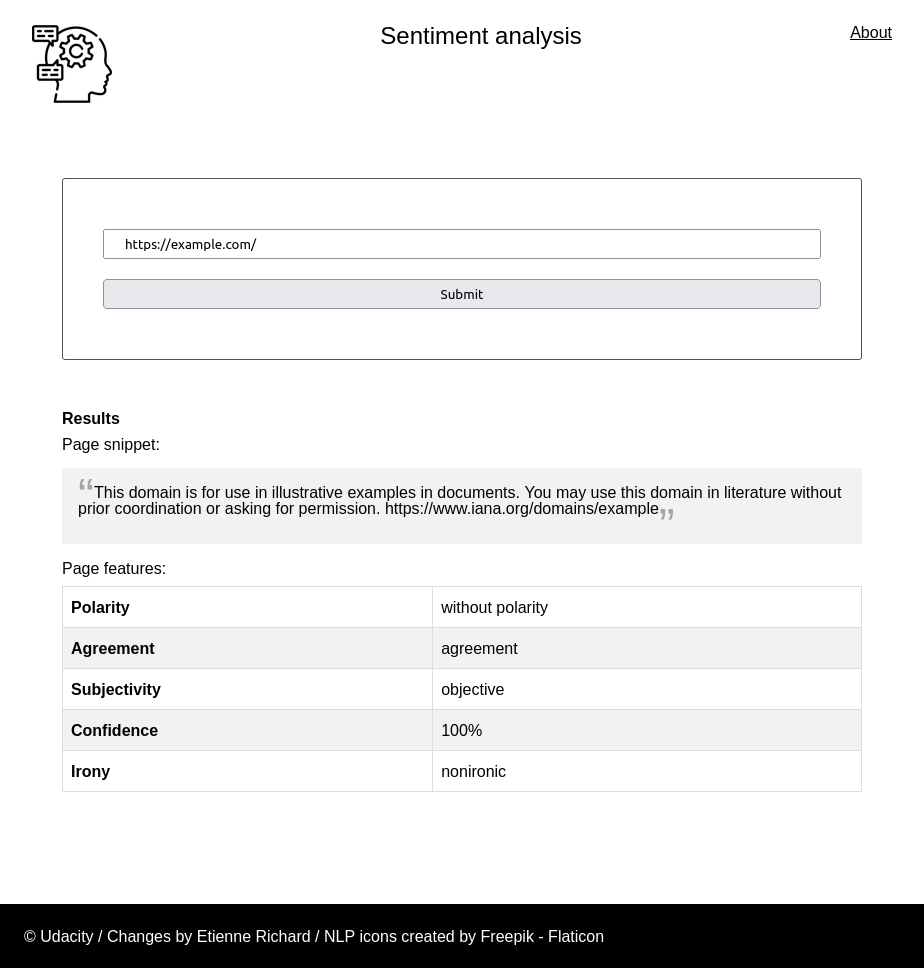 Sentiment analysis
About
https://example.com/
Submit
Results
Page snippet:
“This domain is for use in illustrative examples in documents. You may use this domain in literature without
prior coordination or asking for permission. https://www.iana.org/domains/example”
Page features:
Polarity without polarity
Agreement agreement
Subjectivity objective
Confidence 100%
Irony nonironic
© Udacity / Changes by Etienne Richard / NLP icons created by Freepik - Flaticon